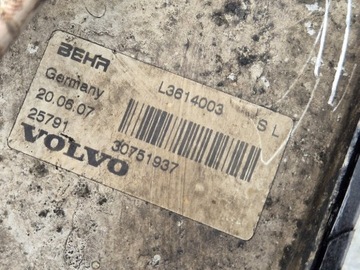 BEHR
Germany L3614003 S L
20.06.07
25791 30751937
VOLVO